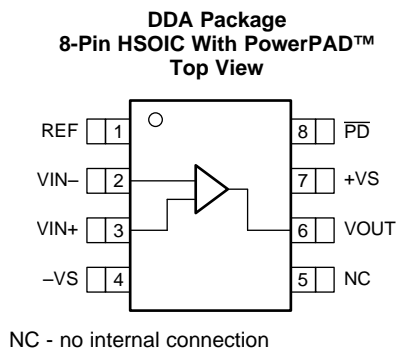 DDA Package
8-Pin HSOIC With PowerPAD™
Top View
REF 1 8 PD
VIN– 2 7 +VS
VIN+ 3 6 VOUT
–VS 4 5 NC
NC - no internal connection